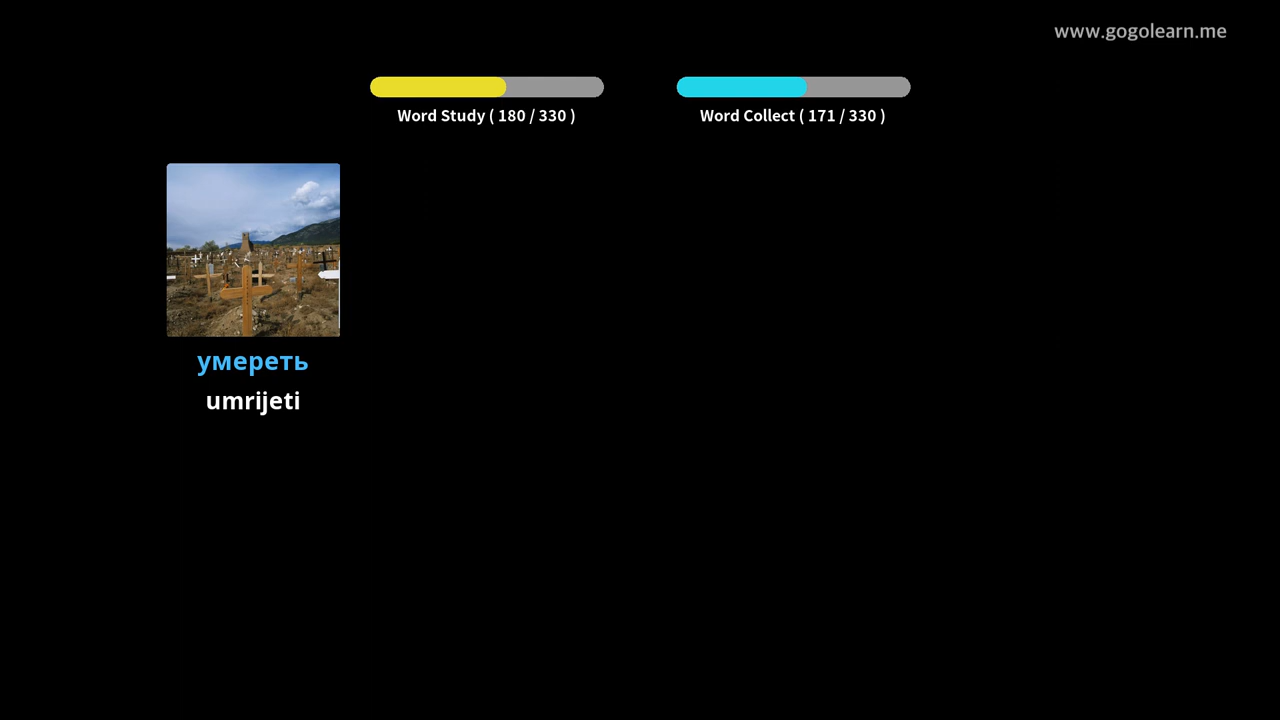 www.gogolearn.me
Word Study ( 180 / 330 )
Word Collect ( 171 / 330 )
умереть
umrijeti